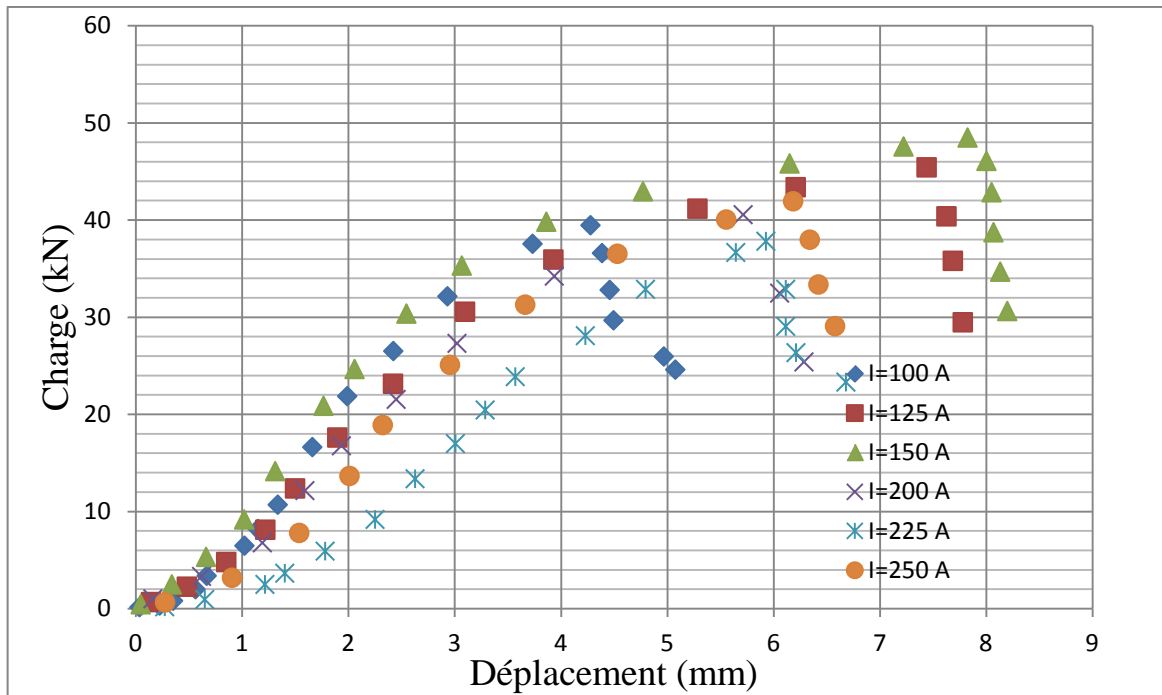 60
50
40
30
20
10
0
Charge (kN)
0 1 2 3 4 5 6 7 8 9
Déplacement (mm)
I=100 A
I=125 A
I=150 A
I=200 A
I=225 A
I=250 A